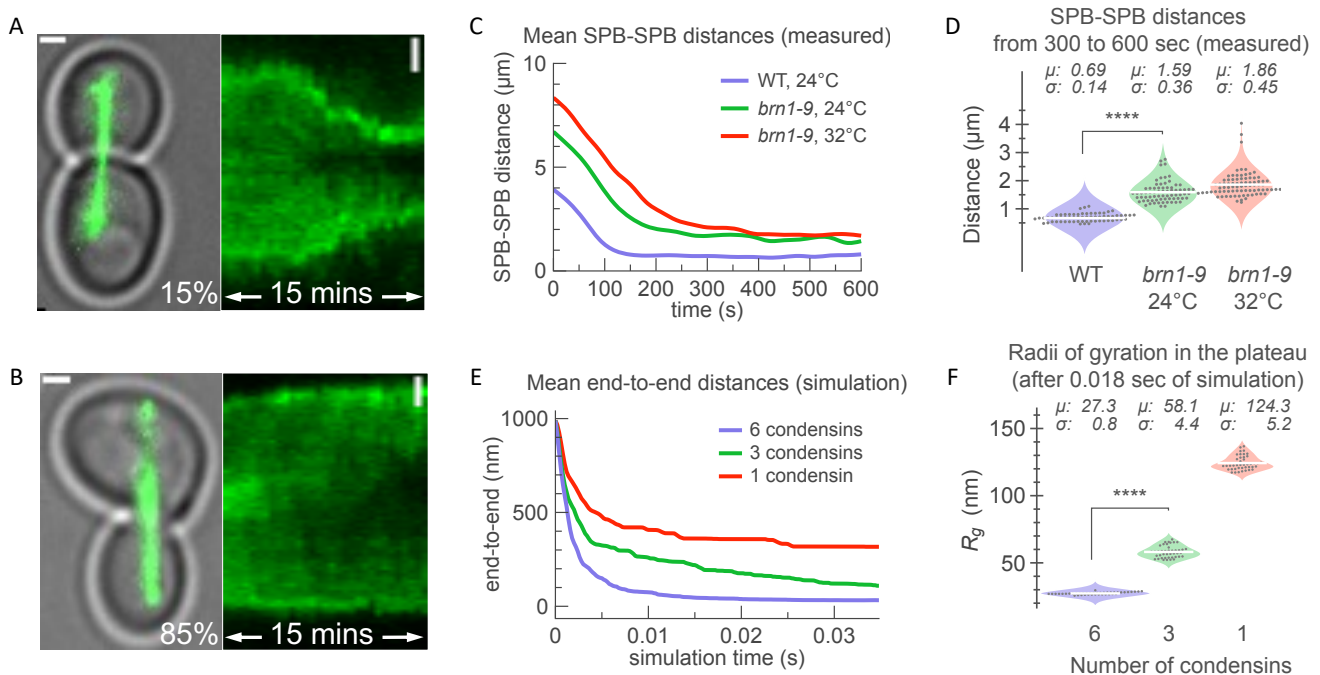 A
15%
15 mins
B
85%
15 mins
C
Mean SPB-SPB distances (measured)
SPB-SPB distance (µm)
10
5
0
WT, 24°C
brn1-9, 24°C
brn1-9, 32°C
0 100 200 300 400 500 600
time (s)
D
SPB-SPB distances
from 300 to 600 sec (measured)
µ: 0.69 µ: 1.59 µ: 1.86
σ: 0.14 σ: 0.36 σ: 0.45
****
Distance (µm)
4
3
2
1
WT brn1-9 brn1-9
24°C 32°C
E
Mean end-to-end distances (simulation)
end-to-end (nm)
1000
500
0
6 condensins
3 condensins
1 condensin
0 0.01 0.02 0.03
simulation time (s)
F
Radii of gyration in the plateau
(after 0.018 sec of simulation)
µ: 27.3 µ: 58.1 µ: 124.3
σ: 0.8 σ: 4.4 σ: 5.2
****
Rg (nm)
150
100
50
6 3 1
Number of condensins